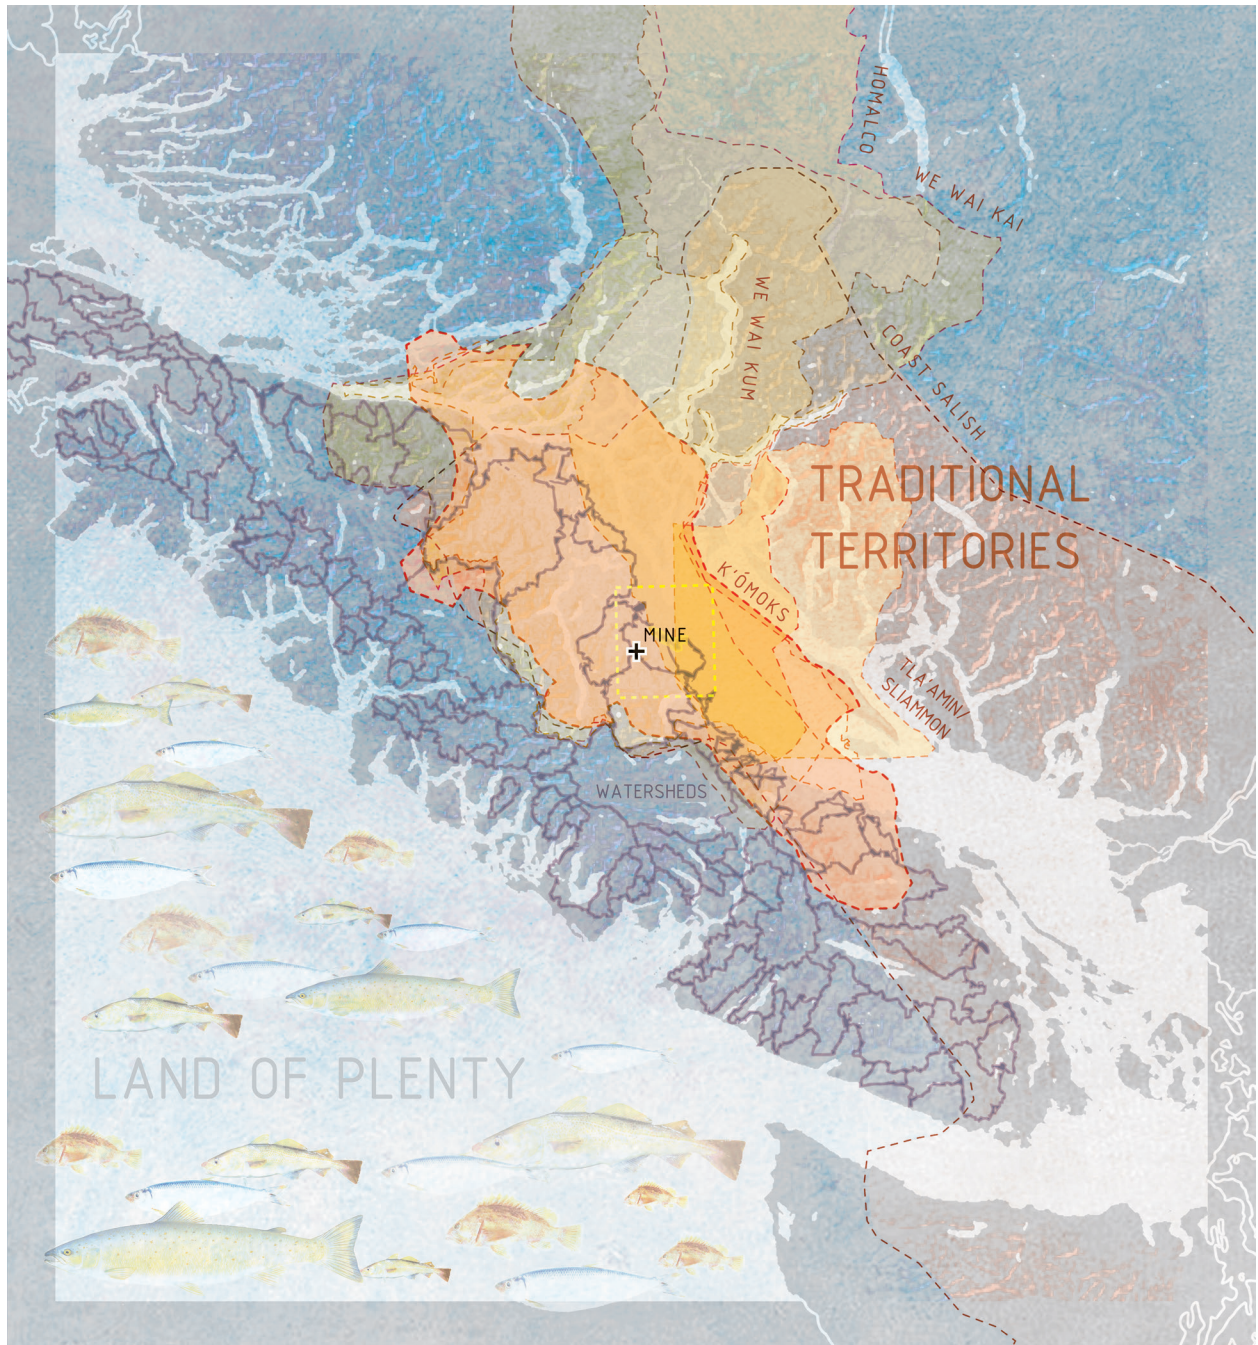 HOMALCO
WE WAI KAI
WE WAI KUM
COAST SALISH
TRADITIONAL
TERRITORIES
K'ÓMOKS
MINE
TLA'AMIN/
SLIAMMON
WATERSHEDS
LAND OF PLENTY